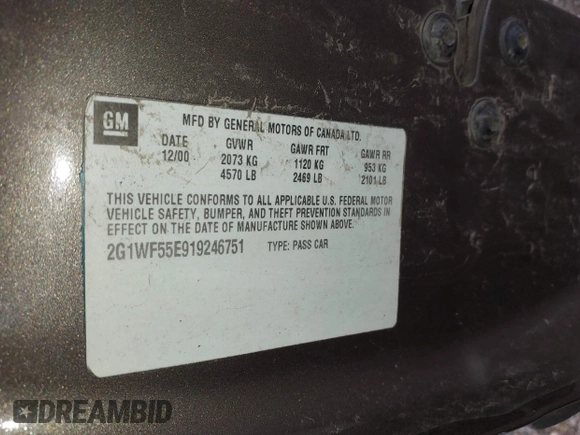 GM
MFD BY GENERAL MOTORS OF CANADA LTD.
DATE GVWR GAWR FRT GAWR RR
12/00 2073 KG 1120 KG 953 KG
4570 LB 2469 LB 2101 LB
THIS VEHICLE CONFORMS TO ALL APPLICABLE U.S. FEDERAL MOTOR
VEHICLE SAFETY, BUMPER, AND THEFT PREVENTION STANDARDS IN
EFFECT ON THE DATE OF MANUFACTURE SHOWN ABOVE.
2G1WF55E919246751 TYPE: PASS CAR
DREAMBID